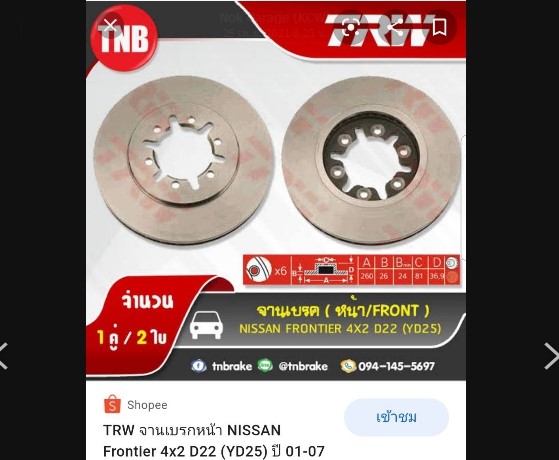 TNB
TRW
x6
A B Bmin C D
260 26 24 81 36,9
จำนวน
1 คู่ / 2 ใบ
จานเบรค ( หน้า/FRONT )
NISSAN FRONTIER 4X2 D22 (YD25)
tnbrake @tnbrake 094-145-5697
Shopee
เข้าชม
TRW จานเบรกหน้า NISSAN
Frontier 4x2 D22 (YD25) ปี 01-07